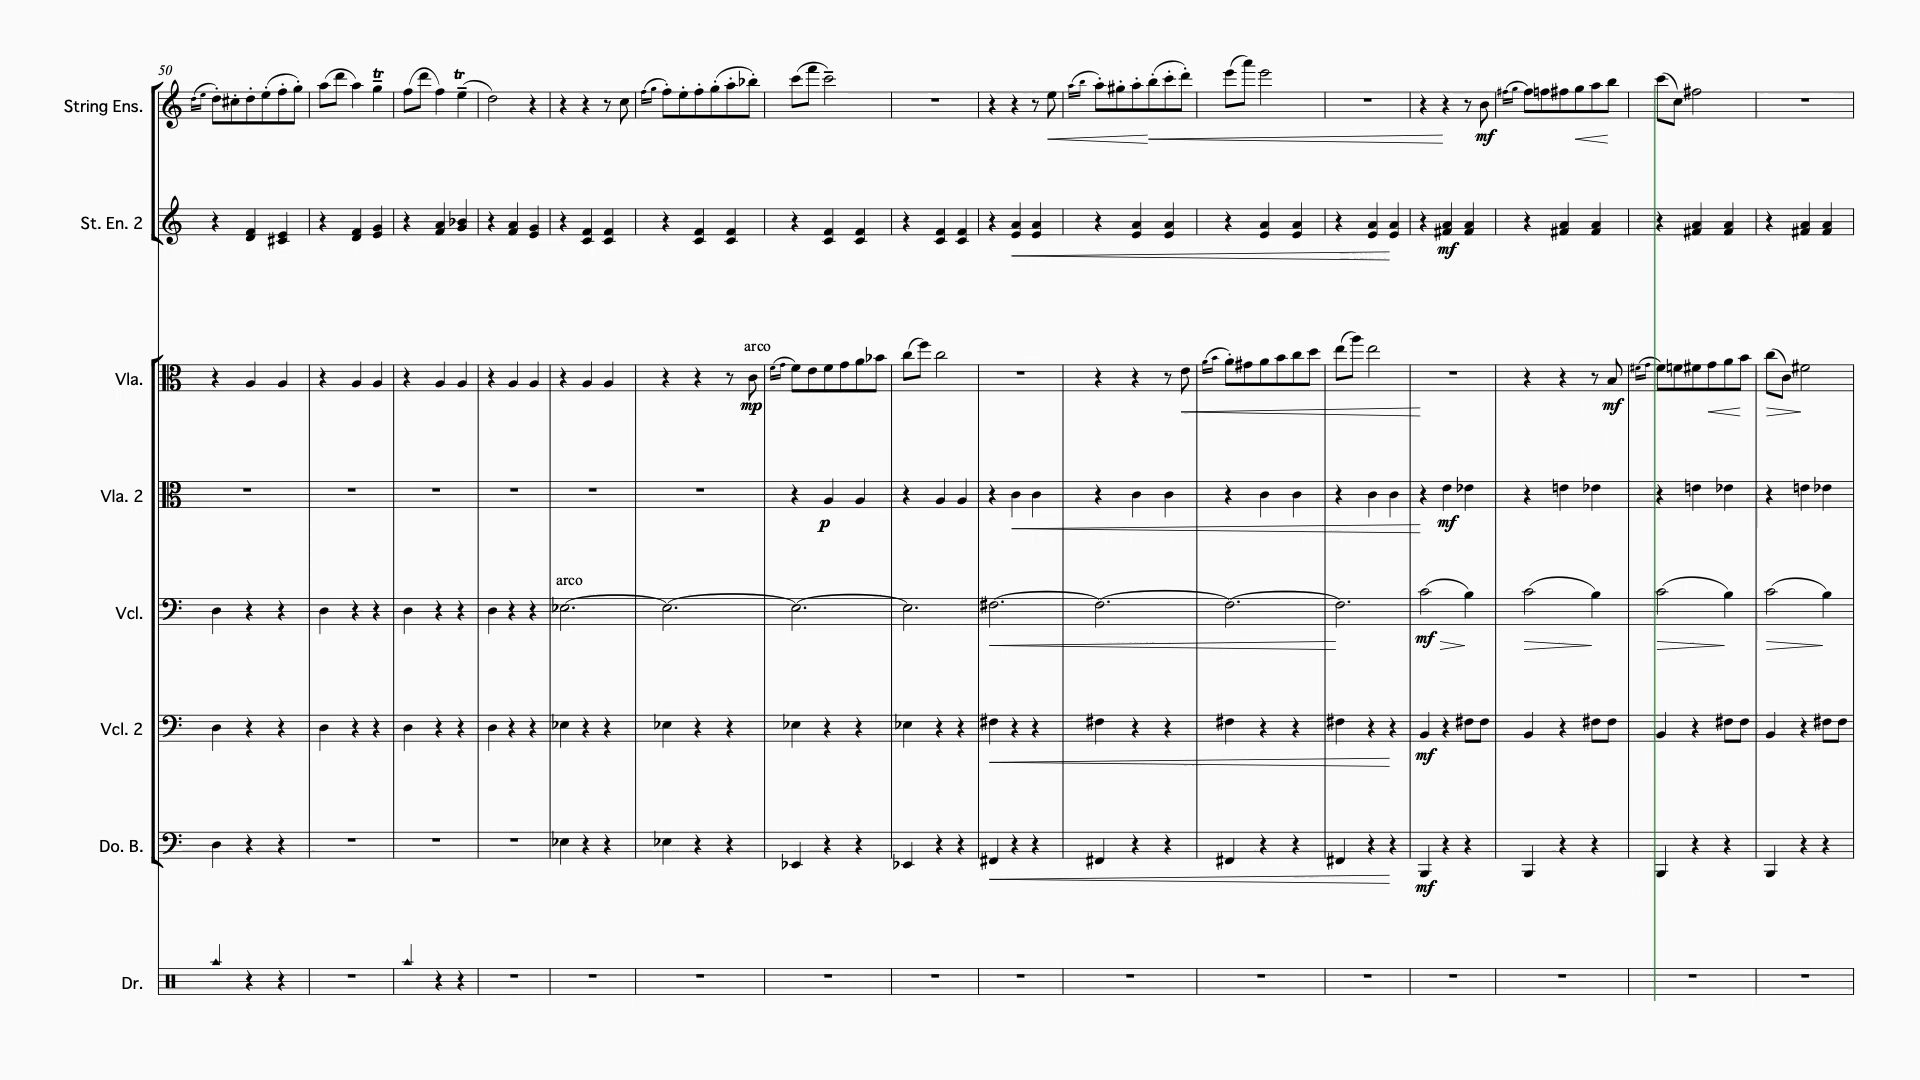 50
tr
tr
String Ens.
mf
St. En. 2
mf
arco
Vla.
mp
mf
Vla. 2
p
mf
arco
Vcl.
mf
Vcl. 2
mf
Do. B.
mf
Dr.